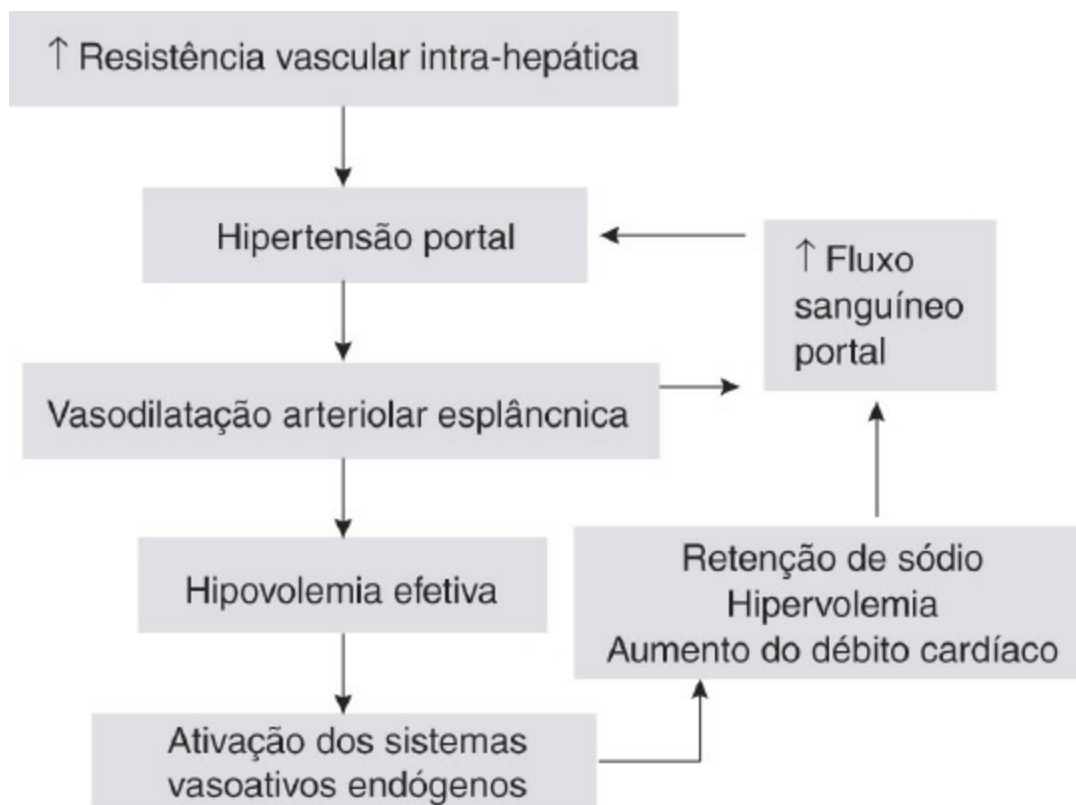 ↑ Resistência vascular intra-hepática
Hipertensão portal
↑ Fluxo
sanguíneo
portal
Vasodilatação arteriolar esplâncnica
Hipovolemia efetiva
Retenção de sódio
Hipervolemia
Aumento do débito cardíaco
Ativação dos sistemas
vasoativos endógenos